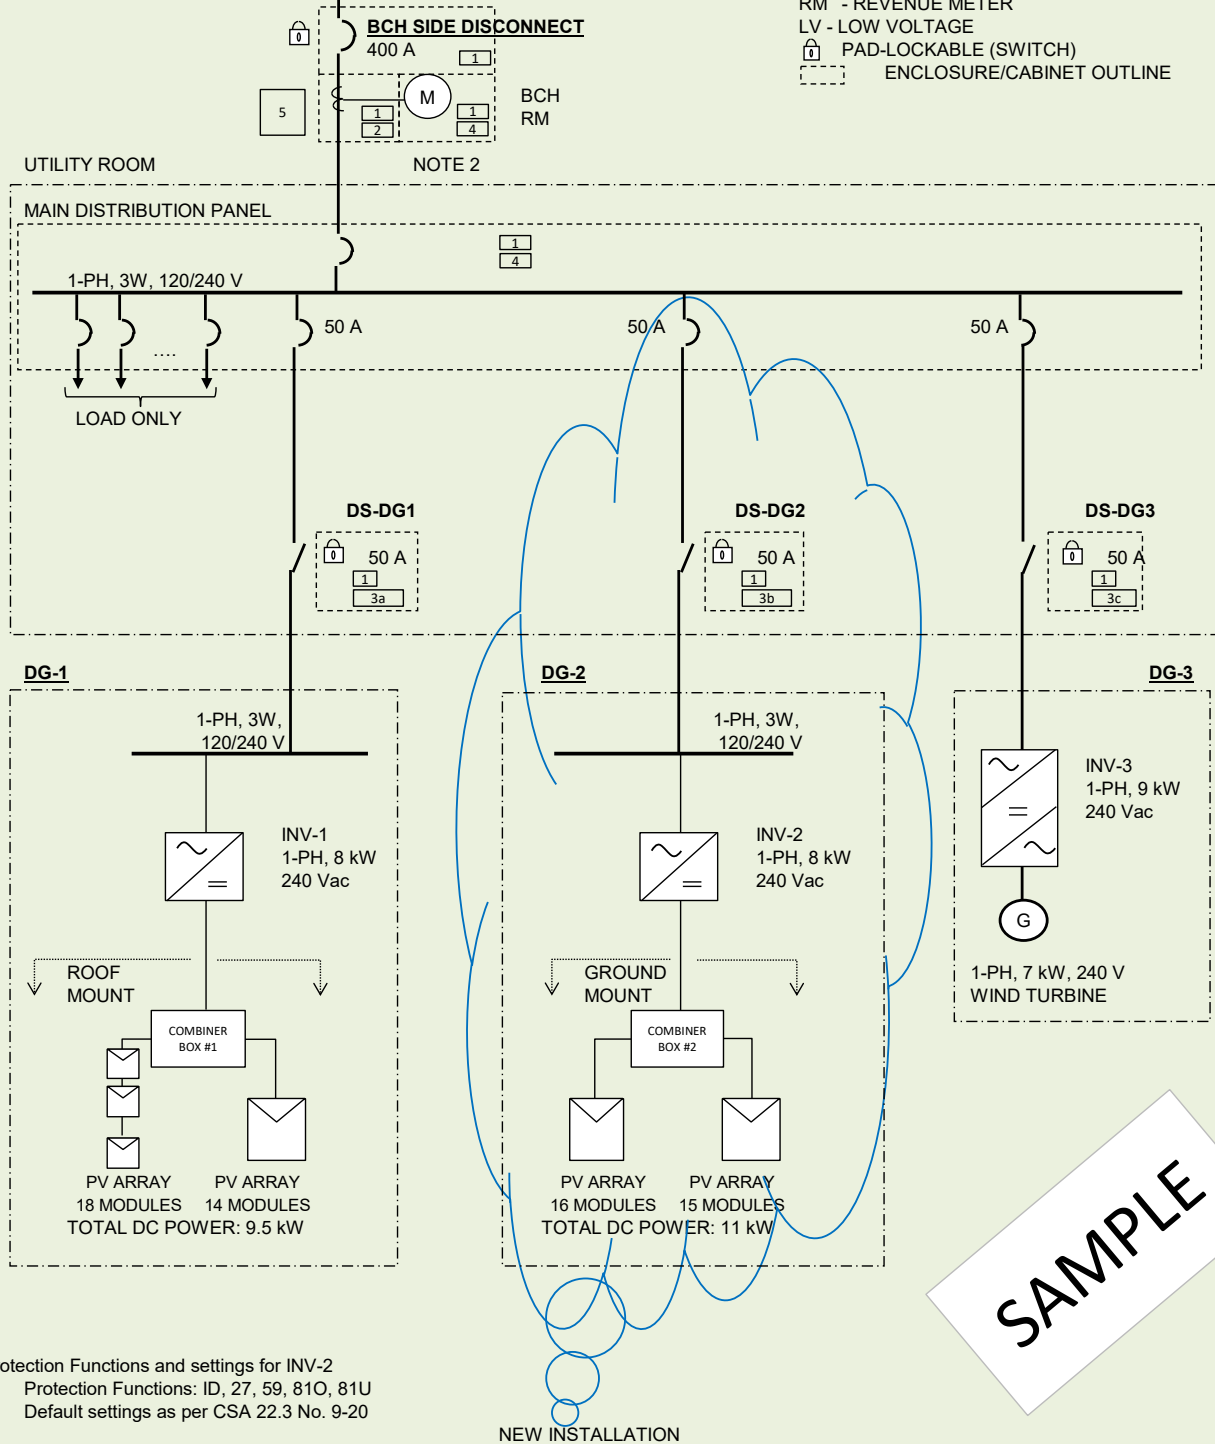 RM - REVENUE METER
LV - LOW VOLTAGE
PAD-LOCKABLE (SWITCH)
ENCLOSURE/CABINET OUTLINE
BCH SIDE DISCONNECT
400 A
1
5
1
2
M
1
4
BCH
RM
UTILITY ROOM
NOTE 2
MAIN DISTRIBUTION PANEL
1
4
1-PH, 3W, 120/240 V
50 A
50 A
50 A
....
LOAD ONLY
DS-DG1
50 A
1
3a
DS-DG2
50 A
1
3b
DS-DG3
50 A
1
3c
DG-1
1-PH, 3W,
120/240 V
INV-1
1-PH, 8 kW
240 Vac
ROOF
MOUNT
COMBINER
BOX #1
PV ARRAY
18 MODULES
PV ARRAY
14 MODULES
TOTAL DC POWER: 9.5 kW
DG-2
1-PH, 3W,
120/240 V
INV-2
1-PH, 8 kW
240 Vac
GROUND
MOUNT
COMBINER
BOX #2
PV ARRAY
16 MODULES
PV ARRAY
15 MODULES
TOTAL DC POWER: 11 kW
DG-3
INV-3
1-PH, 9 kW
240 Vac
G
1-PH, 7 kW, 240 V
WIND TURBINE
SAMPLE
otection Functions and settings for INV-2
Protection Functions: ID, 27, 59, 81O, 81U
Default settings as per CSA 22.3 No. 9-20
NEW INSTALLATION